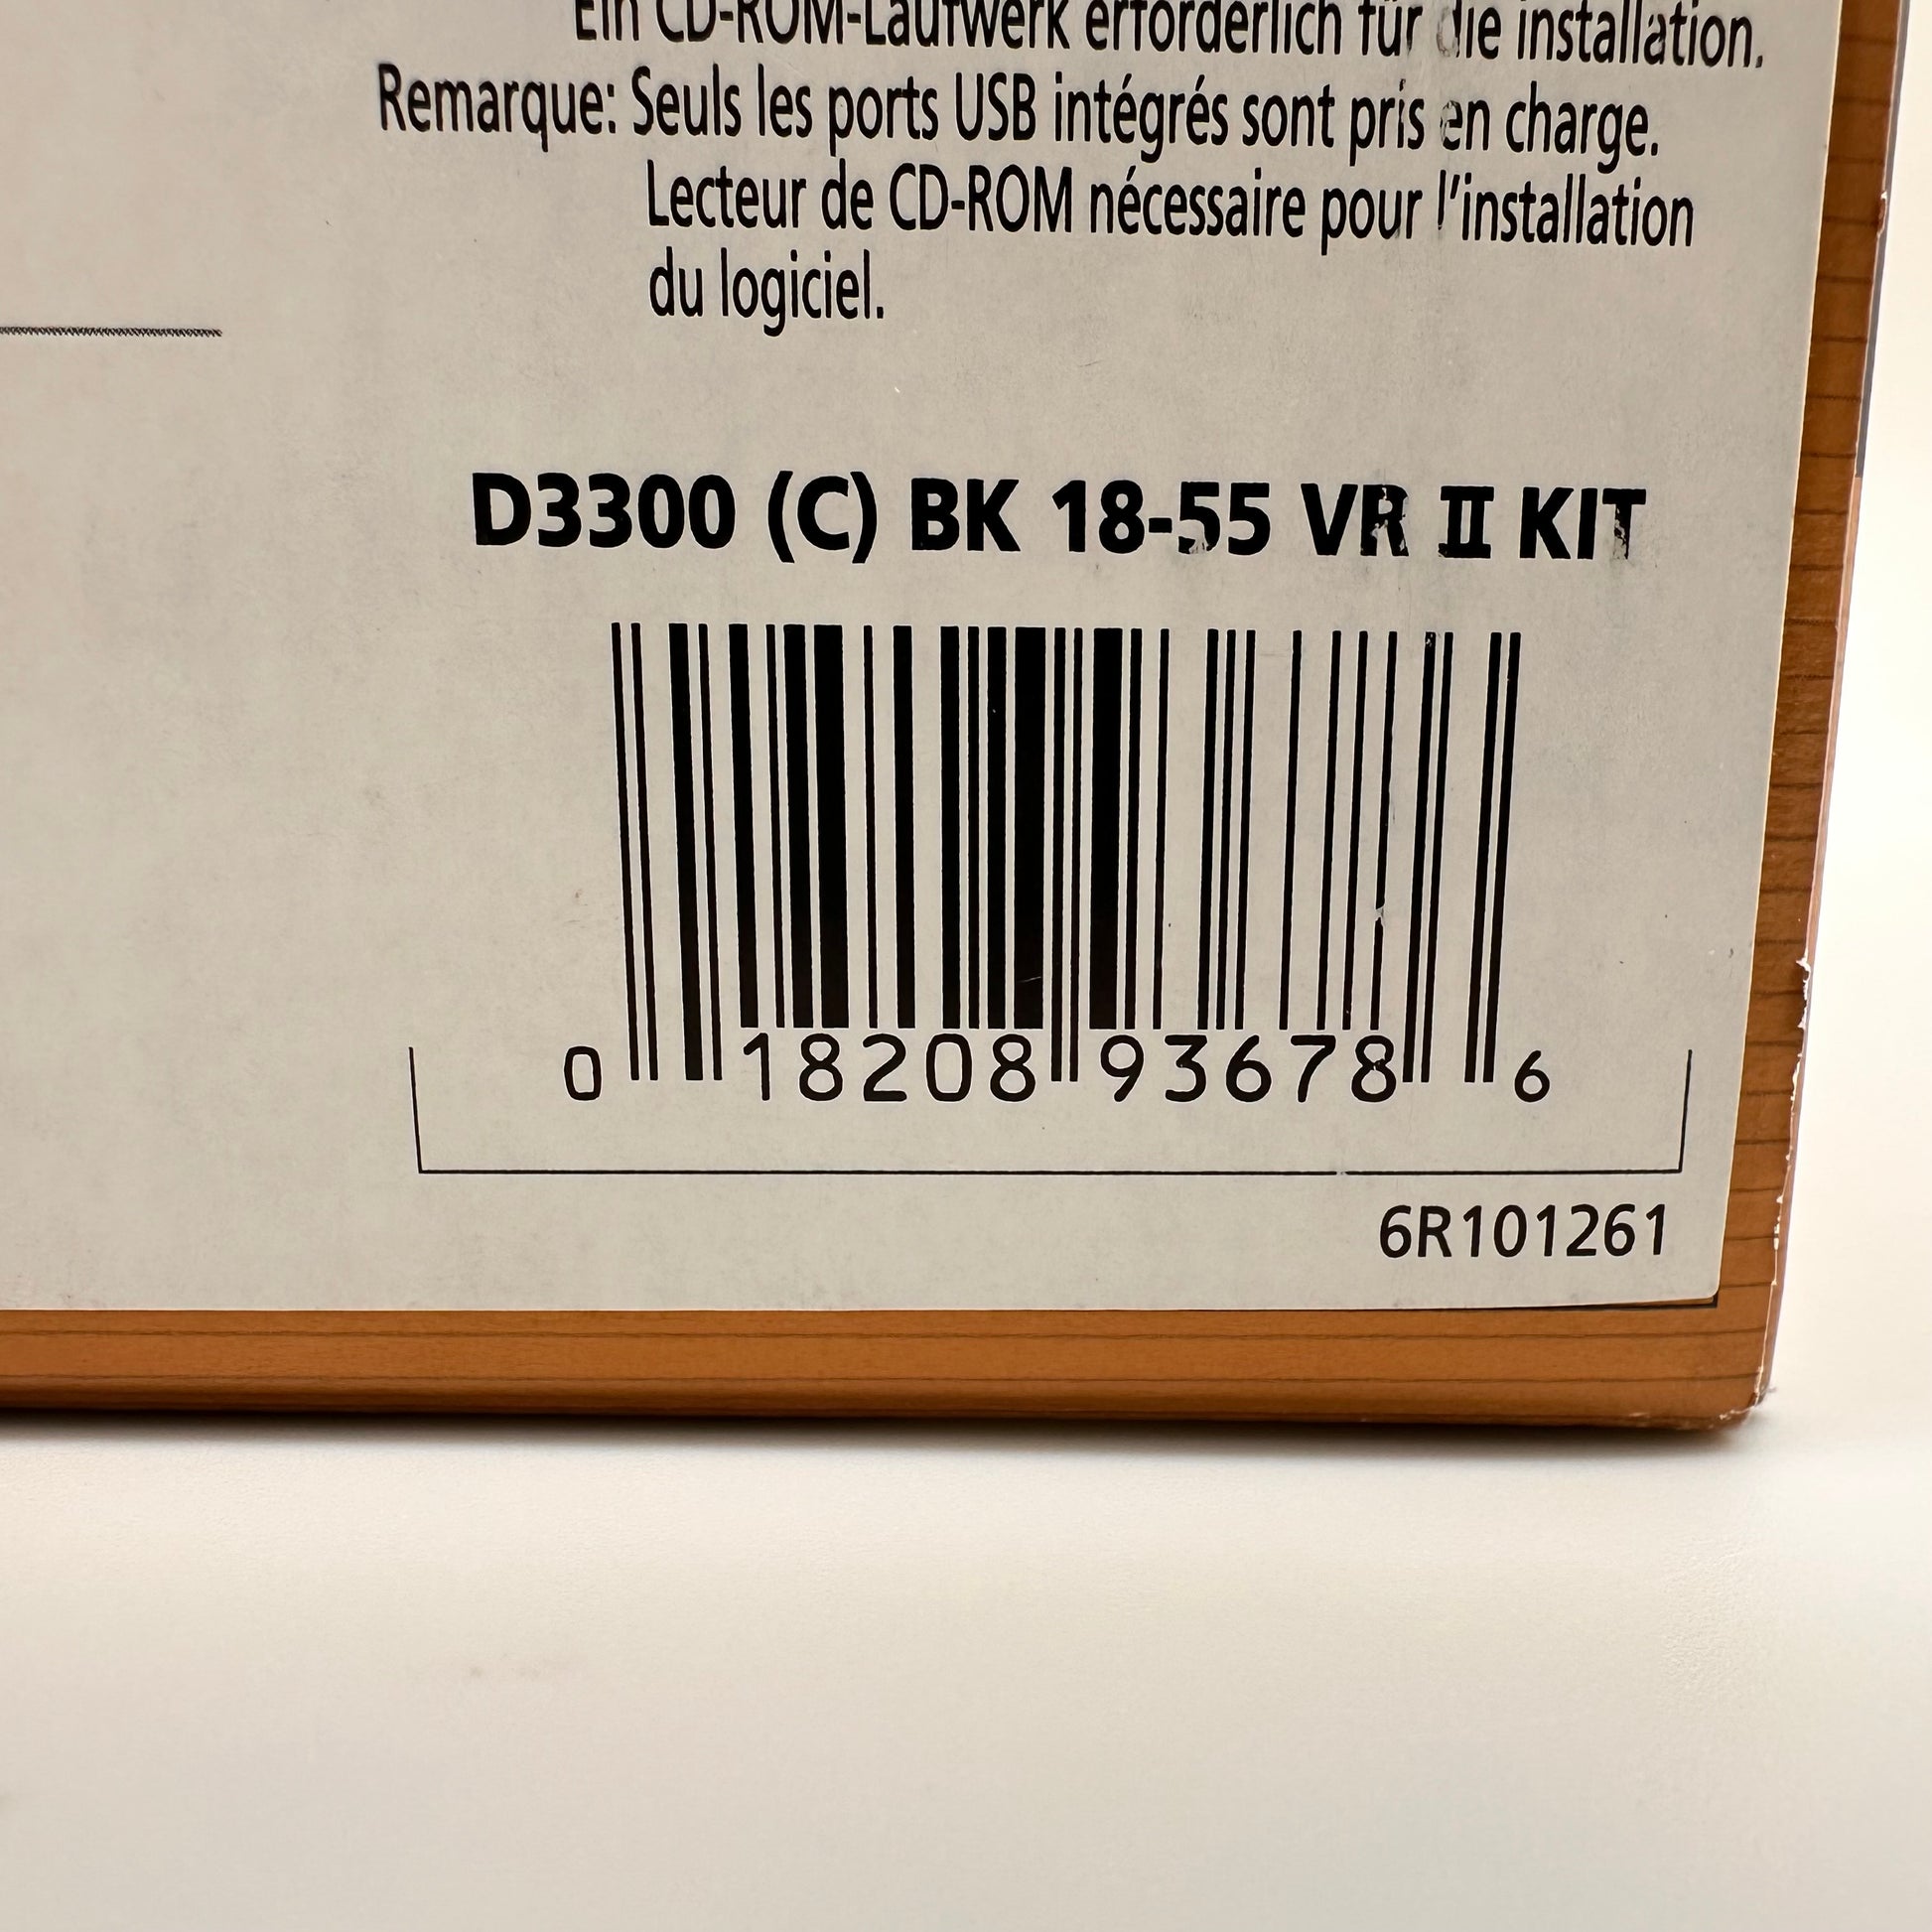 Ein CD-ROM-Laufwerk erforderlich für die installation.
Remarque: Seuls les ports USB intégrés sont pris en charge.
Lecteur de CD-ROM nécessaire pour l'installation
du logiciel.
D3300 (C) BK 18-55 VR II KIT
0 18208 93678 6
6R101261